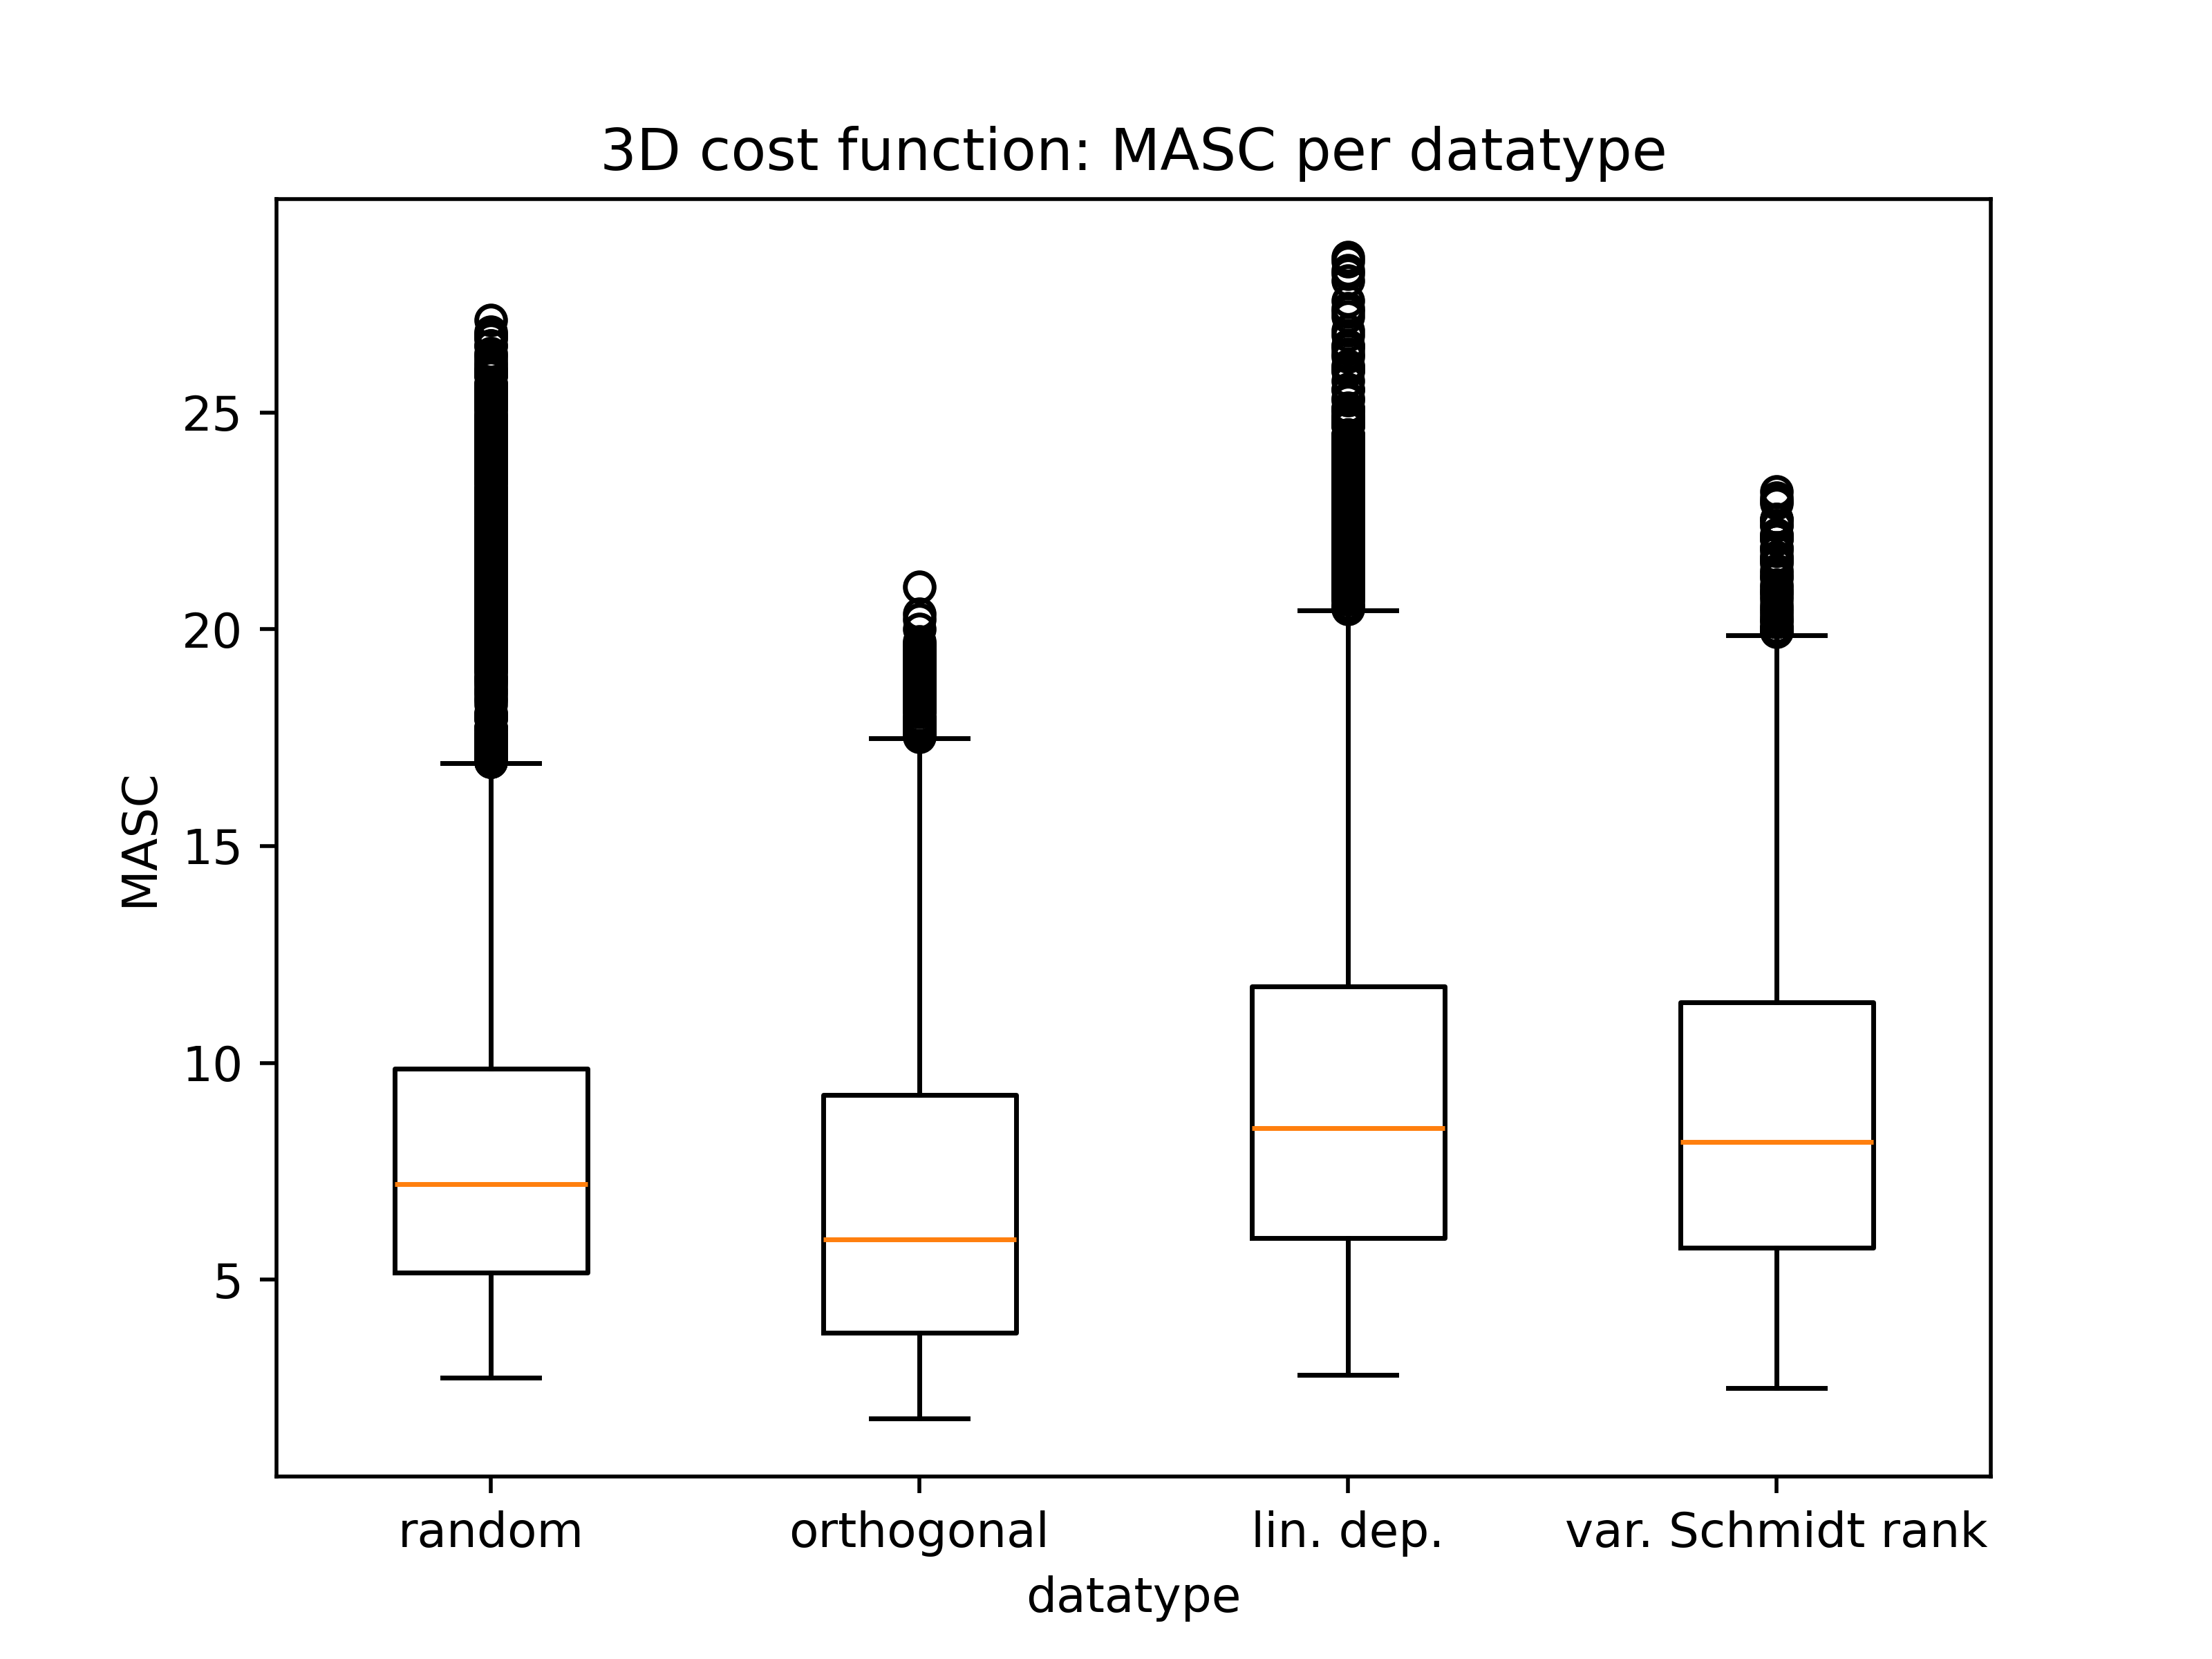 3D cost function: MASC per datatype
MASC
25
20
15
10
5
random
orthogonal
lin. dep.
var. Schmidt rank
datatype